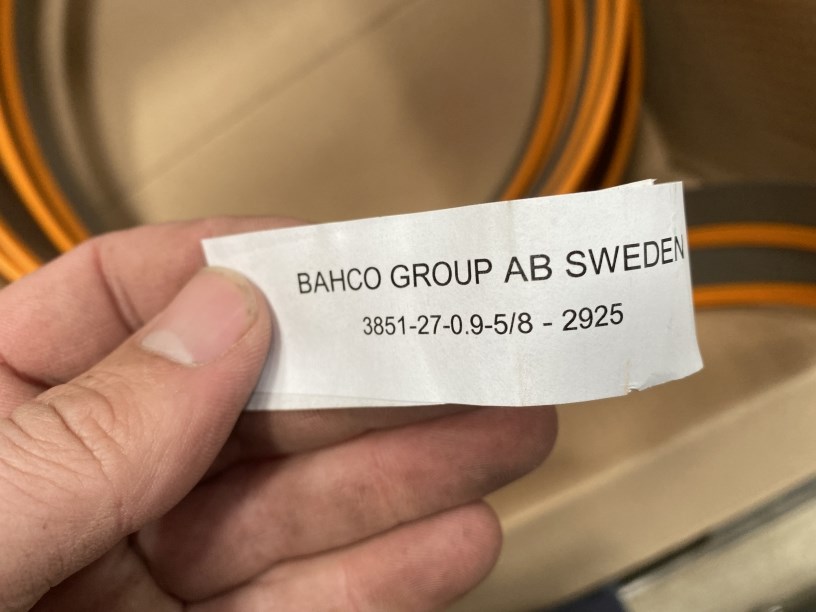 BAHCO GROUP AB SWEDEN
3851-27-0.9-5/8 - 2925